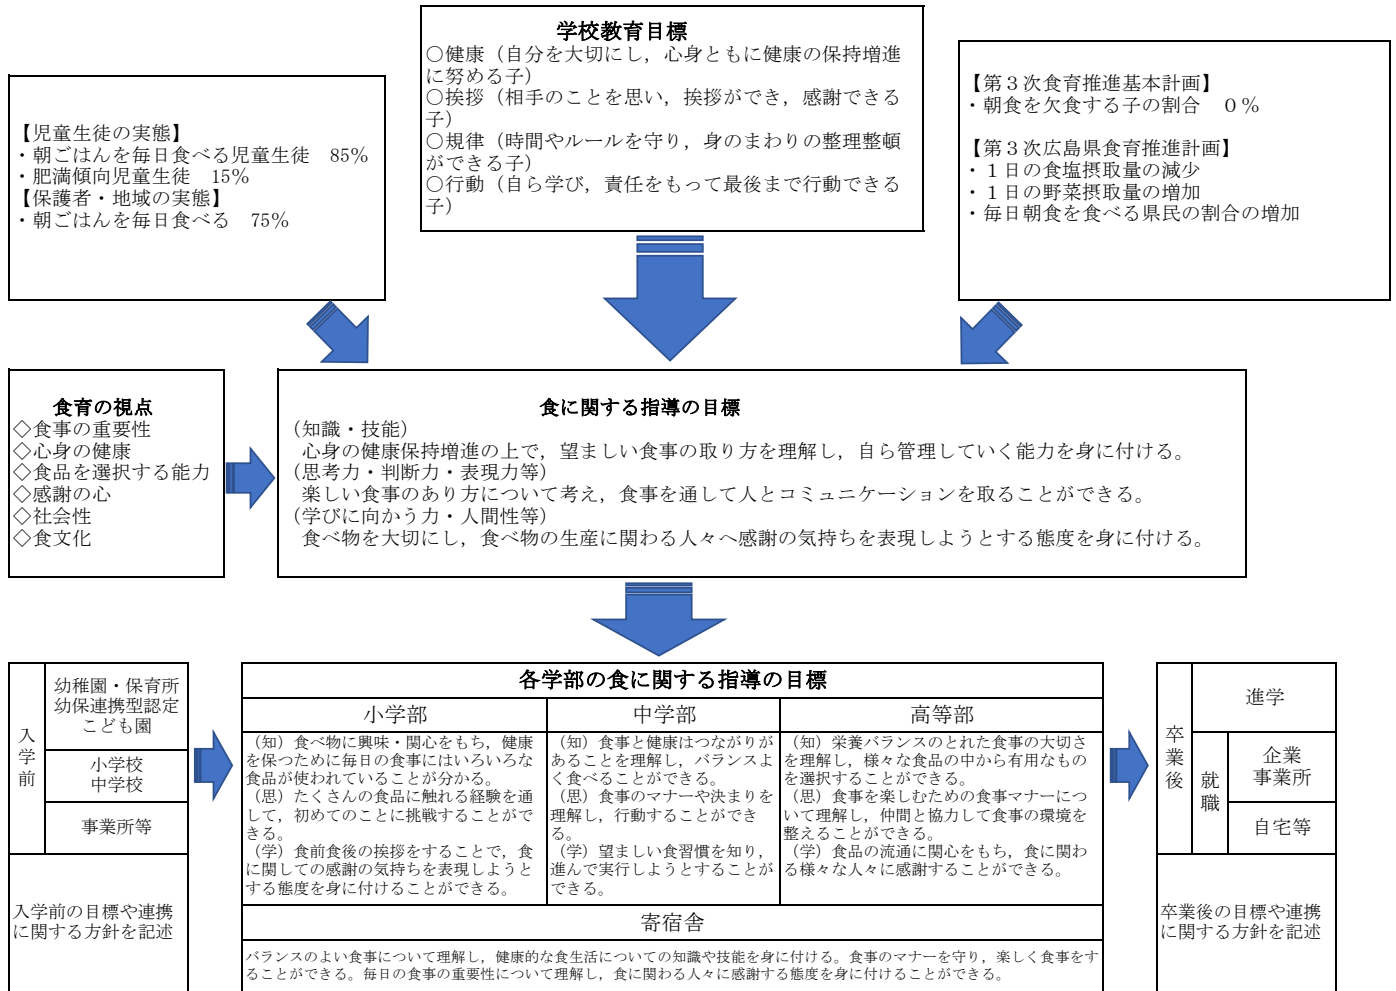 学校教育目標
○健康（自分を大切にし，心身ともに健康の保持増進
に努める子）
○挨拶（相手のことを思い，挨拶ができ，感謝できる
子）
○規律（時間やルールを守り，身のまわりの整理整頓
ができる子）
○行動（自ら学び，責任をもって最後まで行動できる
子）
【児童生徒の実態】
・朝ごはんを毎日食べる児童生徒　85%
・肥満傾向児童生徒　15%
【保護者・地域の実態】
・朝ごはんを毎日食べる　75%
【第３次食育推進基本計画】
・朝食を欠食する子の割合　０％
【第３次広島県食育推進計画】
・１日の食塩摂取量の減少
・１日の野菜摂取量の増加
・毎日朝食を食べる県民の割合の増加
食育の視点
◇食事の重要性
◇心身の健康
◇食品を選択する能力
◇感謝の心
◇社会性
◇食文化
食に関する指導の目標
（知識・技能）
心身の健康保持増進の上で，望ましい食事の取り方を理解し，自ら管理していく能力を身に付ける。
（思考力・判断力・表現力等）
楽しい食事のあり方について考え，食事を通して人とコミュニケーションを取ることができる。
（学びに向かう力・人間性等）
食べ物を大切にし，食べ物の生産に関わる人々へ感謝の気持ちを表現しようとする態度を身に付ける。
入学前
幼稚園・保育所
幼保連携型認定
こども園
小学校
中学校
事業所等
入学前の目標や連携
に関する方針を記述
各学部の食に関する指導の目標
小学部
（知）食べ物に興味・関心をもち，健康
を保つために毎日の食事にはいろいろな
食品が使われていることが分かる。
（思）たくさんの食品に触れる経験を通
して，初めてのことに挑戦することがで
きる。
（学）食前食後の挨拶をすることで，食
に関しての感謝の気持ちを表現しようと
する態度を身に付けることができる。
中学部
（知）食事と健康はつながりが
あることを理解し，バランスよ
く食べることができる。
（思）食事のマナーや決まりを
理解し，行動することができ
る。
（学）望ましい食習慣を知り，
進んで実行しようとすることが
できる。
高等部
（知）栄養バランスのとれた食事の大切さ
を理解し，様々な食品の中から有用なもの
を選択することができる。
（思）食事を楽しむための食事マナーにつ
いて理解し，仲間と協力して食事の環境を
整えることができる。
（学）食品の流通に関心をもち，食に関わ
る様々な人々に感謝することができる。
寄宿舎
バランスのよい食事について理解し，健康的な食生活についての知識や技能を身に付ける。食事のマナーを守り，楽しく食事をす
ることができる。毎日の食事の重要性について理解し，食に関わる人々に感謝する態度を身に付けることができる。
卒業後
進学
就職
企業
事業所
自宅等
卒業後の目標や連携
に関する方針を記述